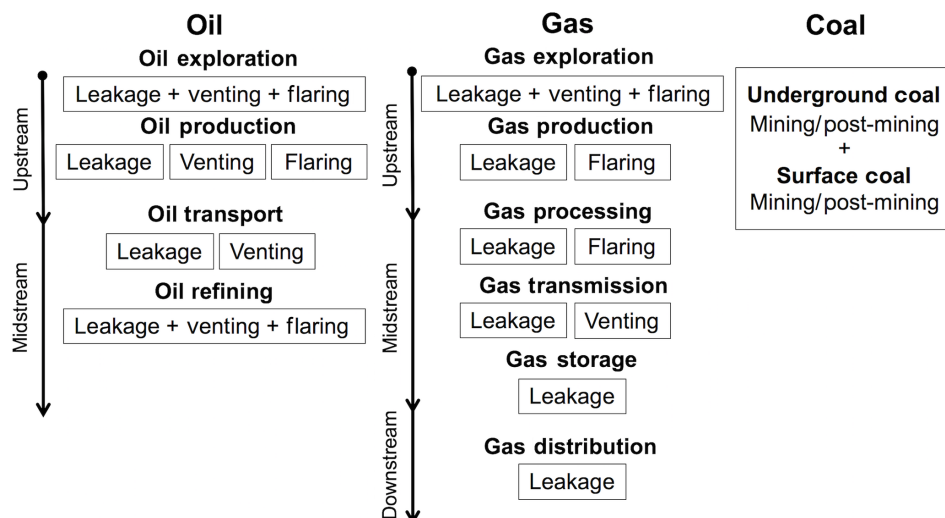 Oil
Oil exploration
Leakage + venting + flaring
Oil production
Leakage Venting Flaring
Upstream
Oil transport
Leakage Venting
Oil refining
Leakage + venting + flaring
Midstream
Gas
Gas exploration
Leakage + venting + flaring
Gas production
Leakage Flaring
Upstream
Gas processing
Leakage Flaring
Gas transmission
Leakage Venting
Gas storage
Leakage
Midstream
Gas distribution
Leakage
Downstream
Coal
Underground coal
Mining/post-mining
+
Surface coal
Mining/post-mining